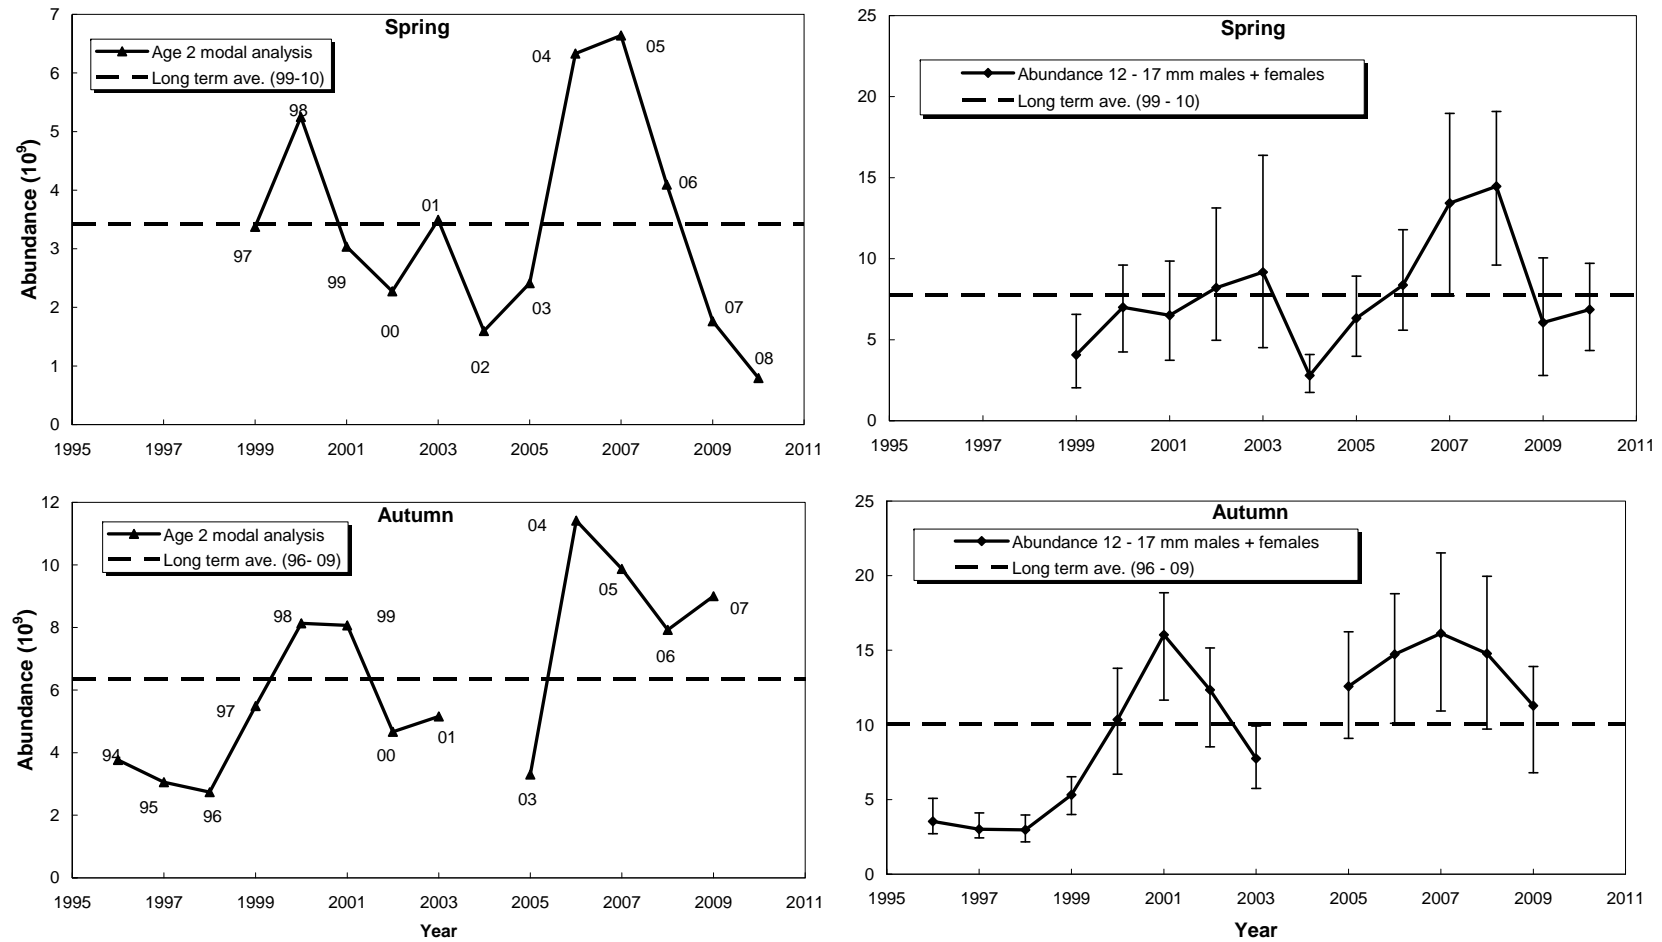 Spring
Age 2 modal analysis
Long term ave. (99-10)
Abundance (10⁹)
7
6
5
4
3
2
1
0
97
98
99
00
01
02
03
04
05
06
07
08
1995 1997 1999 2001 2003 2005 2007 2009 2011
Spring
Abundance 12 - 17 mm males + females
Long term ave. (99 - 10)
25
20
15
10
5
0
1995 1997 1999 2001 2003 2005 2007 2009 2011
Autumn
Age 2 modal analysis
Long term ave. (96- 09)
Abundance (10⁹)
12
10
8
6
4
2
0
94
95
96
97
98
99
00
01
03
04
05
06
07
1995 1997 1999 2001 2003 2005 2007 2009 2011
Year
Autumn
Abundance 12 - 17 mm males + females
Long term ave. (96 - 09)
25
20
15
10
5
0
1995 1997 1999 2001 2003 2005 2007 2009 2011
Year